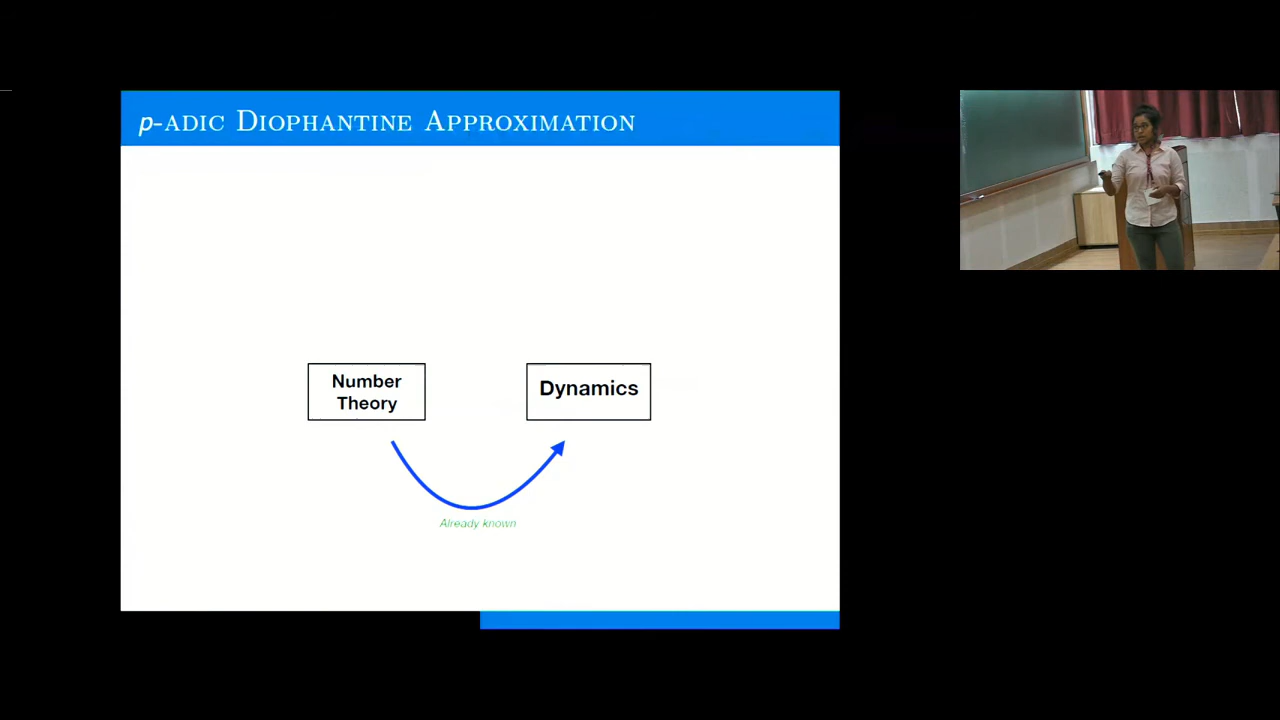 p-adic Diophantine Approximation
Number
Theory
Dynamics
Already known